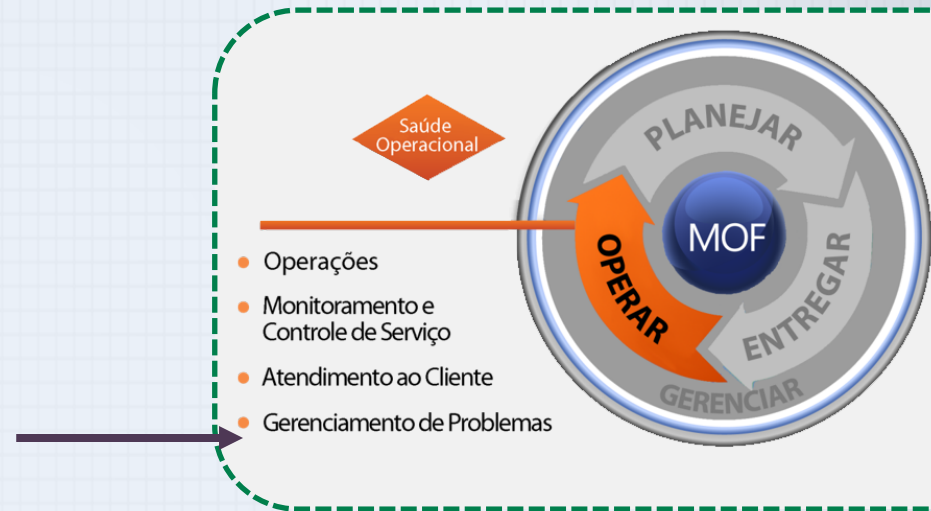 Saúde
Operacional
PLANEJAR
MOF
OPERAR
ENTREGAR
GERENCIAR
Operações
Monitoramento e
Controle de Serviço
Atendimento ao Cliente
Gerenciamento de Problemas